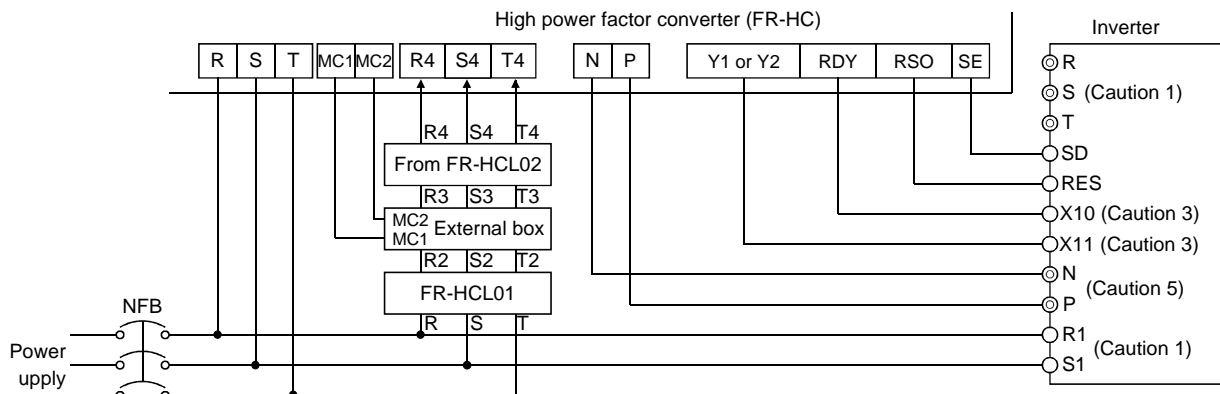 High power factor converter (FR-HC)
Inverter
R S T MC1 MC2 R4 S4 T4 N P Y1 or Y2 RDY RSO SE
R
S (Caution 1)
T
R4 S4 T4
SD
From FR-HCL02
RES
R3 S3 T3
X10 (Caution 3)
MC2
MC1 External box
X11 (Caution 3)
R2 S2 T2
N
(Caution 5)
FR-HCL01
P
NFB
R S T
R1
(Caution 1)
Power
upply
S1